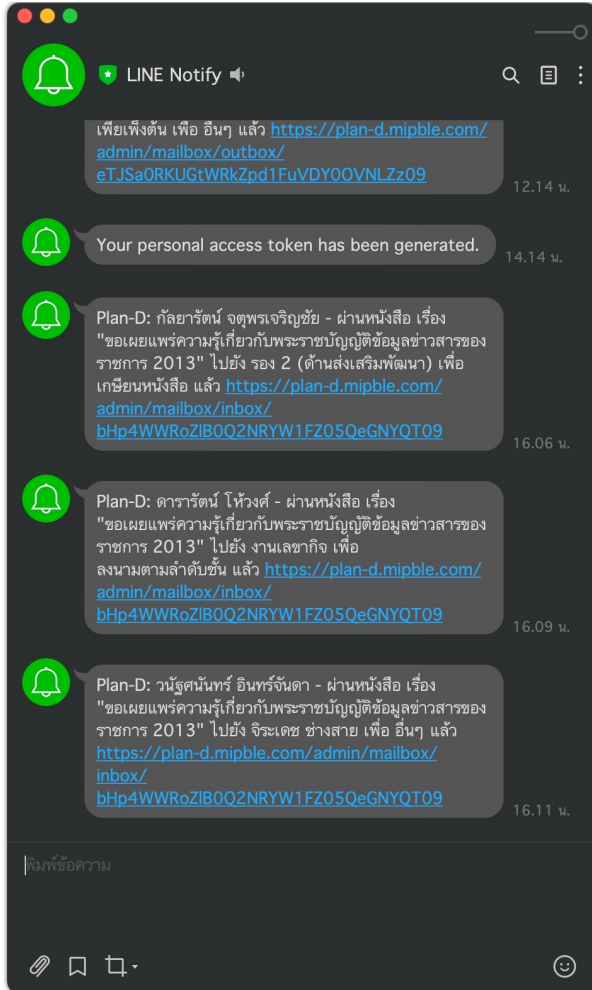 LINE Notify
เพียเพ็งต้น เพื่อ อื่นๆ แล้ว https://plan-d.mipble.com/
admin/mailbox/outbox/
eTJSa0RKUGtWRkZpd1FuVDY0OVNLZz09
12.14 น.
Your personal access token has been generated.
14.14 น.
Plan-D: กัลยารัตน์ จตุพรเจริญชัย - ผ่านหนังสือ เรื่อง
"ขอเผยแพร่ความรู้เกี่ยวกับพระราชบัญญัติข้อมูลข่าวสารของ
ราชการ 2013" ไปยัง รอง 2 (ด้านส่งเสริมพัฒนา) เพื่อ
เกษียนหนังสือ แล้ว https://plan-d.mipble.com/
admin/mailbox/inbox/
bHp4WWRoZlB0Q2NRYW1FZ05QeGNYQT09
16.06 น.
Plan-D: ดารารัตน์ โห้วงศ์ - ผ่านหนังสือ เรื่อง
"ขอเผยแพร่ความรู้เกี่ยวกับพระราชบัญญัติข้อมูลข่าวสารของ
ราชการ 2013" ไปยัง งานเลขากิจ เพื่อ
ลงนามตามลำดับชั้น แล้ว https://plan-d.mipble.com/
admin/mailbox/inbox/
bHp4WWRoZlB0Q2NRYW1FZ05QeGNYQT09
16.09 น.
Plan-D: วนัฐศนันทร์ อินทร์จันดา - ผ่านหนังสือ เรื่อง
"ขอเผยแพร่ความรู้เกี่ยวกับพระราชบัญญัติข้อมูลข่าวสารของ
ราชการ 2013" ไปยัง จิระเดช ช่างสาย เพื่อ อื่นๆ แล้ว
https://plan-d.mipble.com/admin/mailbox/
inbox/
bHp4WWRoZlB0Q2NRYW1FZ05QeGNYQT09
16.11 น.
พิมพ์ข้อความ